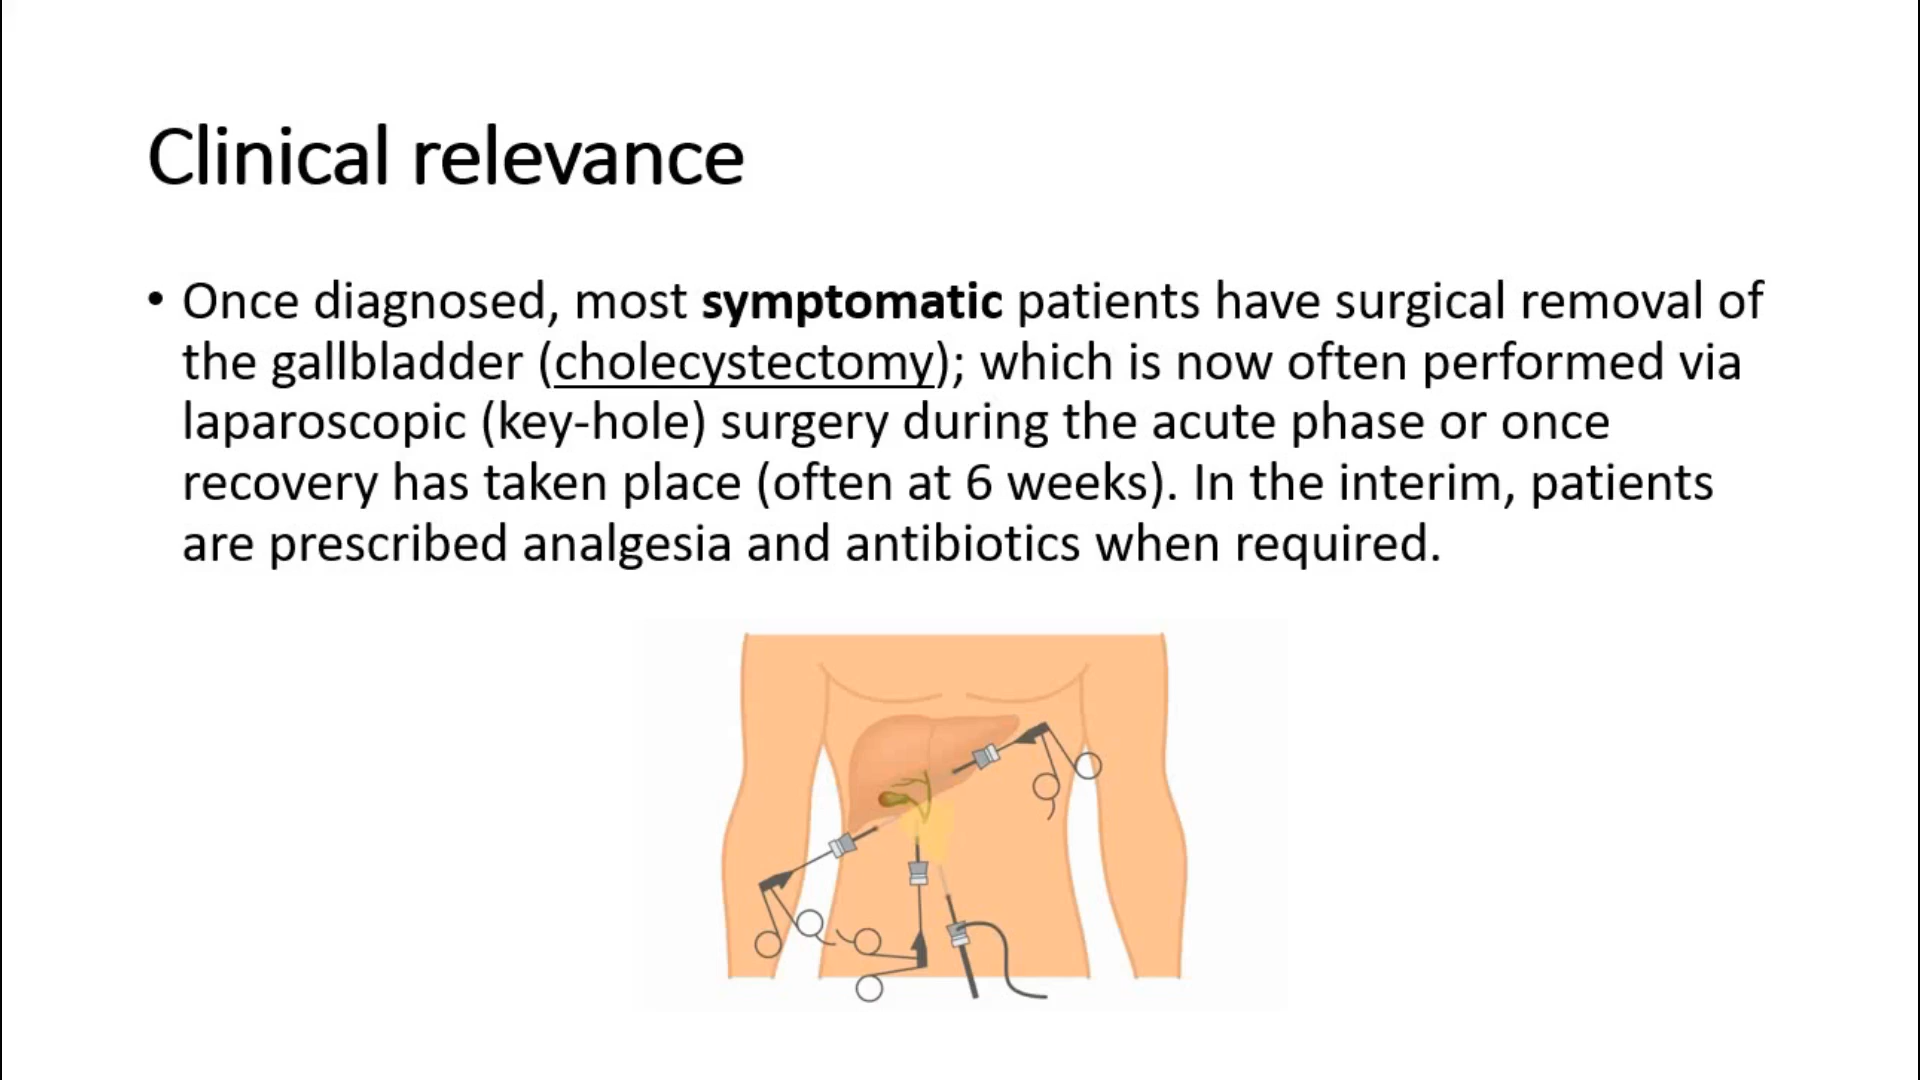 Clinical relevance
• Once diagnosed, most symptomatic patients have surgical removal of
the gallbladder (cholecystectomy); which is now often performed via
laparoscopic (key-hole) surgery during the acute phase or once
recovery has taken place (often at 6 weeks). In the interim, patients
are prescribed analgesia and antibiotics when required.